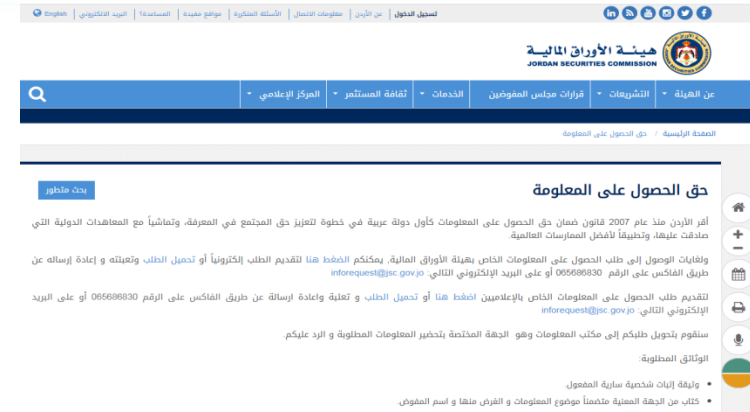 تسجيل الدخول | عن الأردن | معلومات الاتصال | الأسئلة المتكررة | مواقع مفيدة | المساعدة؟ | البريد الالكتروني | English
هيئــة الأوراق الماليــة
JORDAN SECURITIES COMMISSION
عن الهيئة | التشريعات | قرارات مجلس المفوضين | الخدمات | ثقافة المستثمر | المركز الإعلامي
الصفحة الرئيسية / حق الحصول على المعلومة
حق الحصول على المعلومة
بحث متطور
أقر الأردن منذ عام 2007 قانون ضمان حق الحصول على المعلومات كأول دولة عربية في خطوة لتعزيز حق المجتمع في المعرفة، وتماشياً مع المعاهدات الدولية التي
صادقت عليها، وتطبيقاً لأفضل الممارسات العالمية.
ولغايات الوصول إلى طلب الحصول على المعلومات الخاص بهيئة الأوراق المالية, يمكنكم الضغط هنا لتقديم الطلب إلكترونياً أو تحميل الطلب وتعبئته و إعادة إرساله عن
طريق الفاكس على الرقم 065686830 أو على البريد الإلكتروني التالي: inforequest@jsc.gov.jo
لتقديم طلب الحصول على المعلومات الخاص بالإعلاميين اضغط هنا أو تحميل الطلب و تعلبة واعادة ارسالة عن طريق الفاكس على الرقم 065686830 أو على البريد
الإلكتروني التالي: inforequest@jsc.gov.jo
سنقوم بتحويل طلبكم إلى مكتب المعلومات وهو الجهة المختصة بتحضير المعلومات المطلوبة و الرد عليكم.
الوثائق المطلوبة:
وثيقة إثبات شخصية سارية المفعول.
كتاب من الجهة المعنية متضمناً موضوع المعلومات و الغرض منها و اسم المفوض.